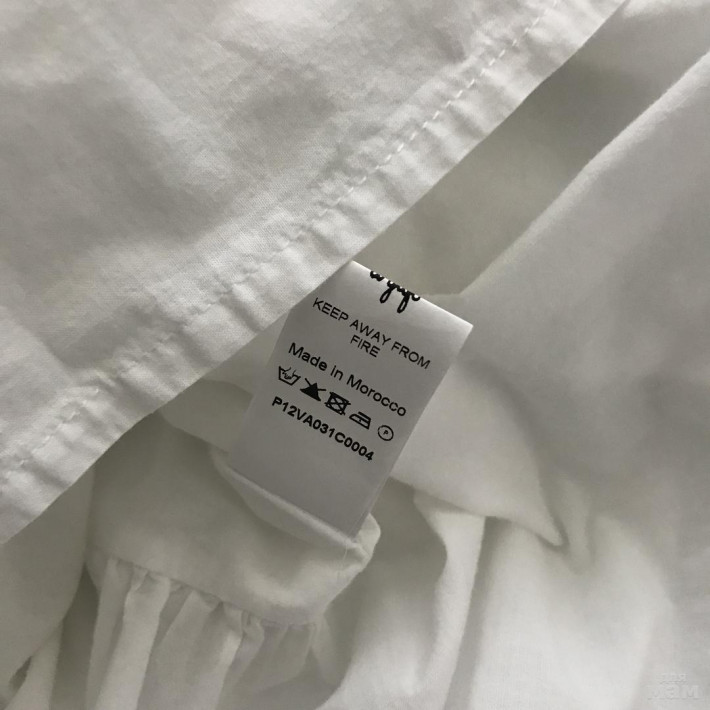 KEEP AWAY FROM
FIRE
Made in Morocco
P
P12VA031C0004